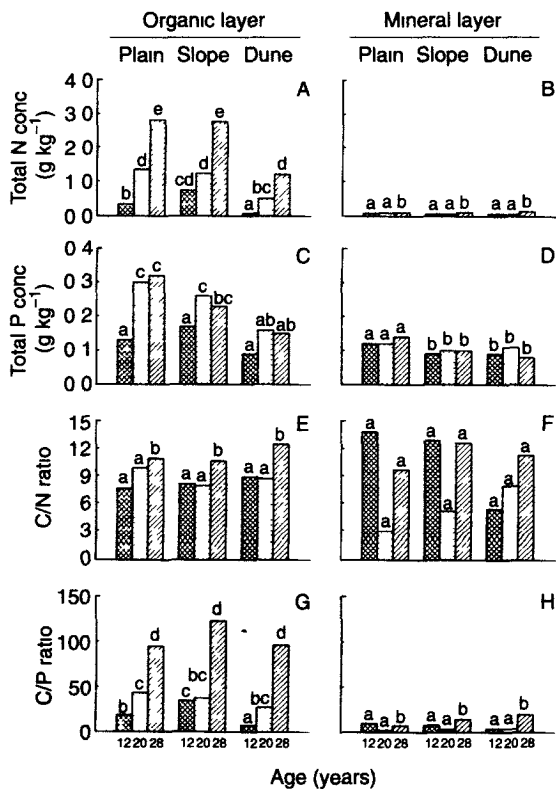 Organic layer Mineral layer
Plain Slope Dune Plain Slope Dune
A B
Total N conc (g kg⁻¹)
4 0
3 0
2 0
1 0
0 0
b d e cd d e a bc d
a a b a a b a a b
C D
Total P conc (g kg⁻¹)
0 4
0 3
0 2
0 1
0 0
a c c a c bc a ab ab
a a a b b b b b b
E F
C/N ratio
15
12
9
6
3
0
a a b a a b a a b
a a a a a a a a a
G H
C/P ratio
150
100
50
0
b c d c bc d a bc d
a a b a a b a a b
12 20 28 12 20 28 12 20 28 12 20 28 12 20 28 12 20 28
Age (years)